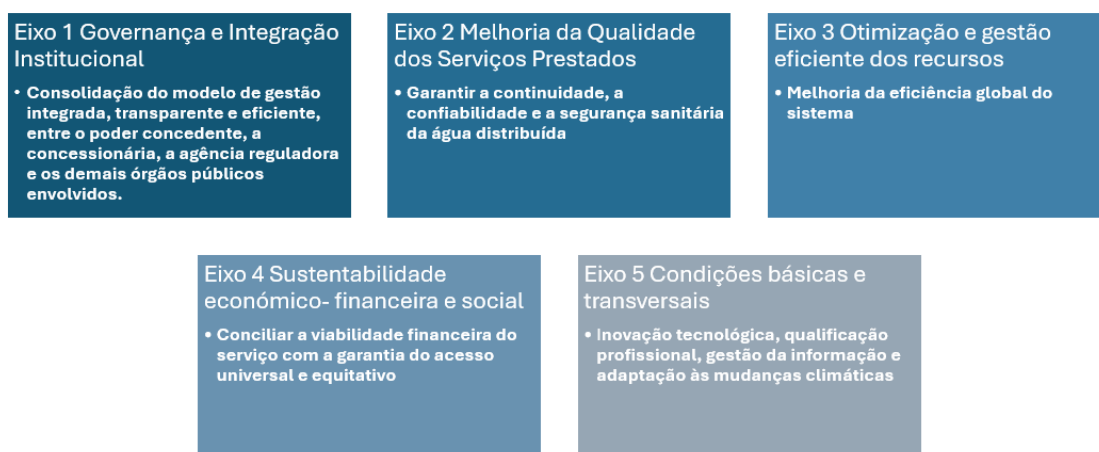 Eixo 1 Governança e Integração
Institucional
• Consolidação do modelo de gestão
integrada, transparente e eficiente,
entre o poder concedente, a
concessionária, a agência reguladora
e os demais órgãos públicos
envolvidos.
Eixo 2 Melhoria da Qualidade
dos Serviços Prestados
• Garantir a continuidade, a
confiabilidade e a segurança sanitária
da água distribuída
Eixo 3 Otimização e gestão
eficiente dos recursos
• Melhoria da eficiência global do
sistema
Eixo 4 Sustentabilidade
económico- financeira e social
• Conciliar a viabilidade financeira do
serviço com a garantia do acesso
universal e equitativo
Eixo 5 Condições básicas e
transversais
• Inovação tecnológica, qualificação
profissional, gestão da informação e
adaptação às mudanças climáticas